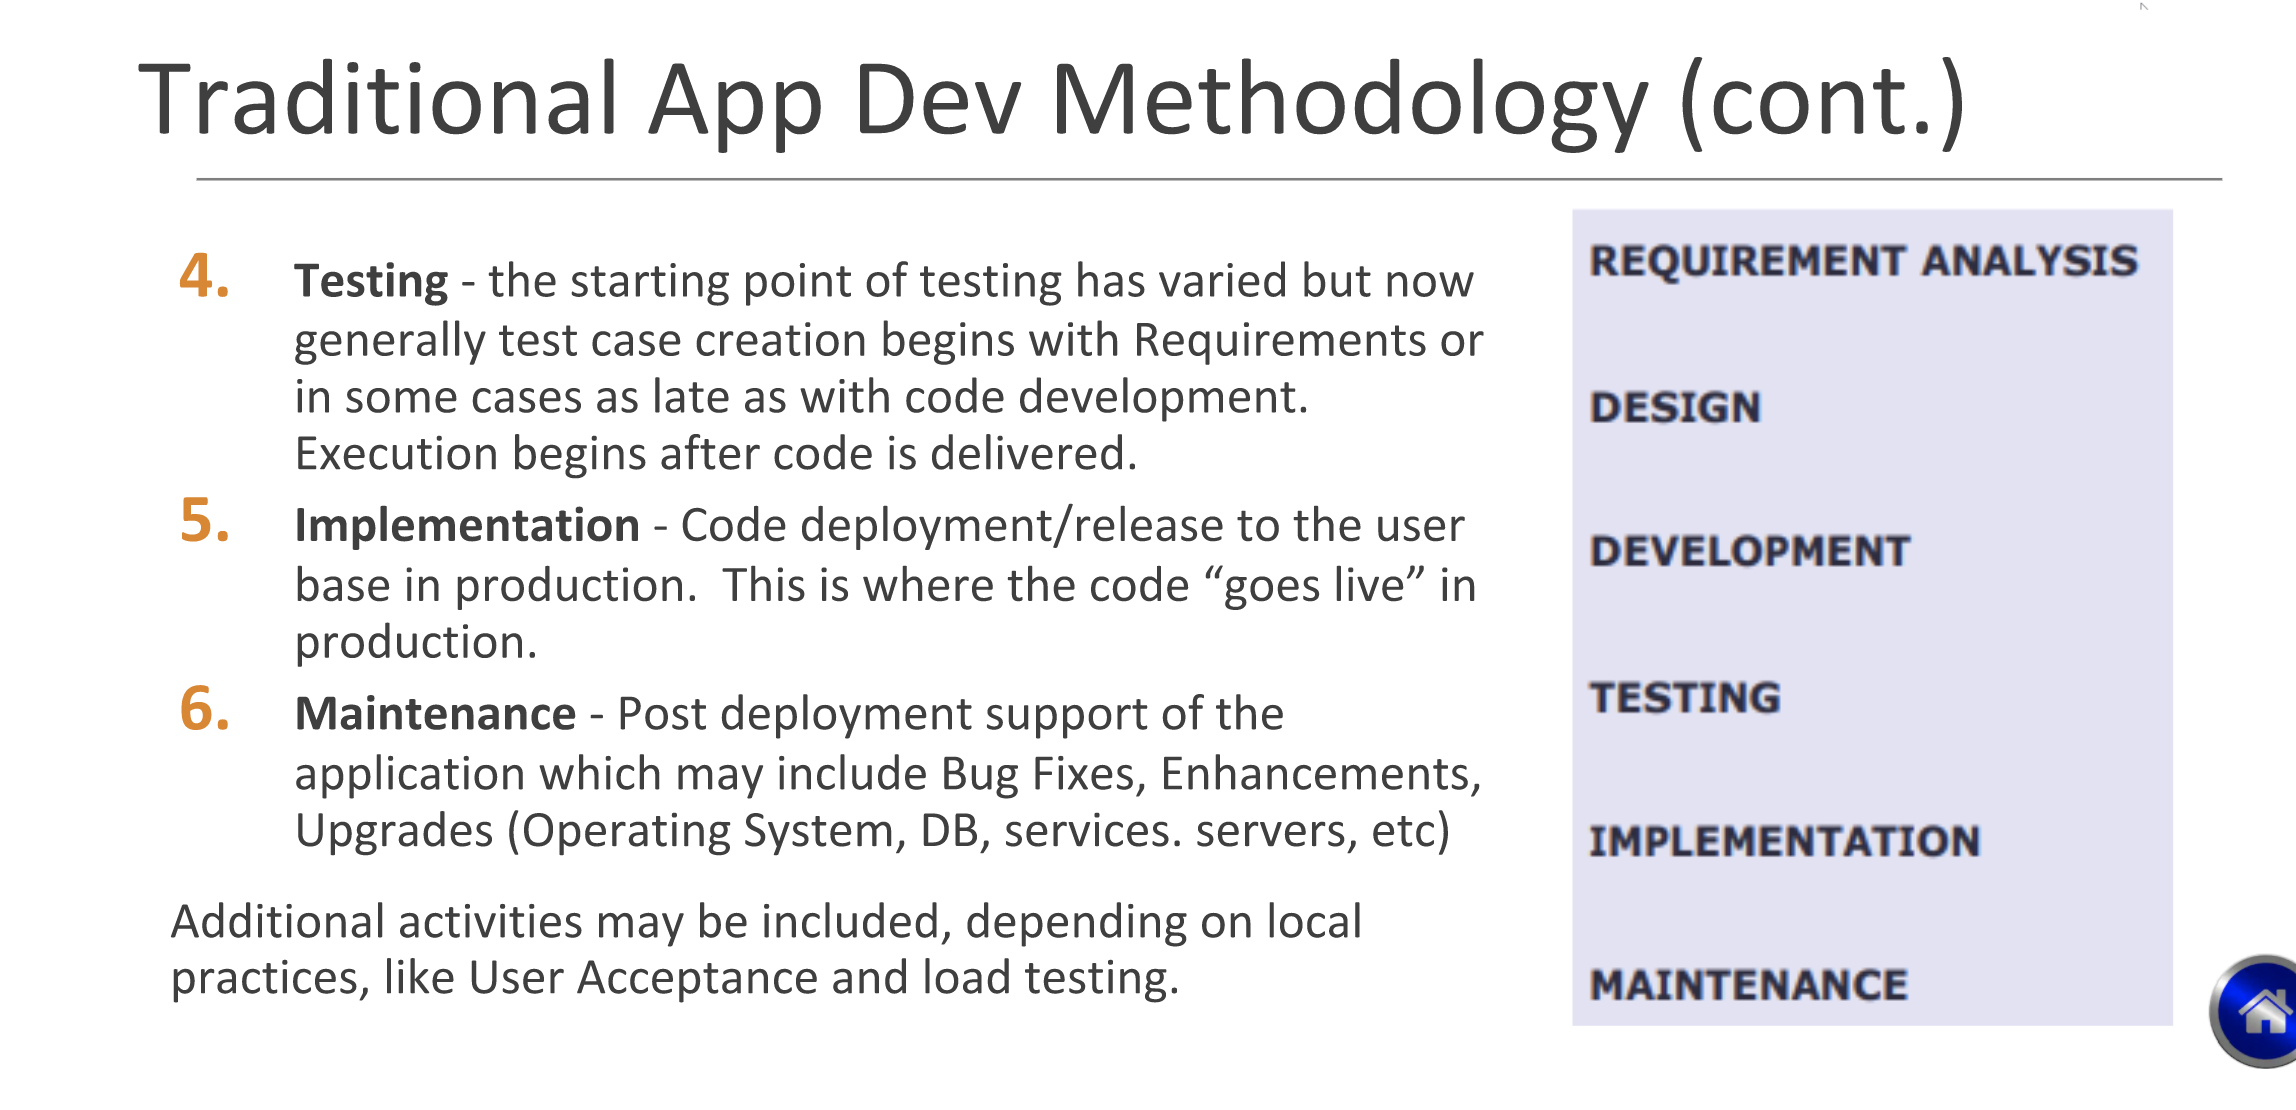 Traditional App Dev Methodology (cont.)
4. Testing - the starting point of testing has varied but now
generally test case creation begins with Requirements or
in some cases as late as with code development.
Execution begins after code is delivered.
5. Implementation - Code deployment/release to the user
base in production.  This is where the code “goes live” in
production.
6. Maintenance - Post deployment support of the
application which may include Bug Fixes, Enhancements,
Upgrades (Operating System, DB, services. servers, etc)
Additional activities may be included, depending on local
practices, like User Acceptance and load testing.
REQUIREMENT ANALYSIS
DESIGN
DEVELOPMENT
TESTING
IMPLEMENTATION
MAINTENANCE